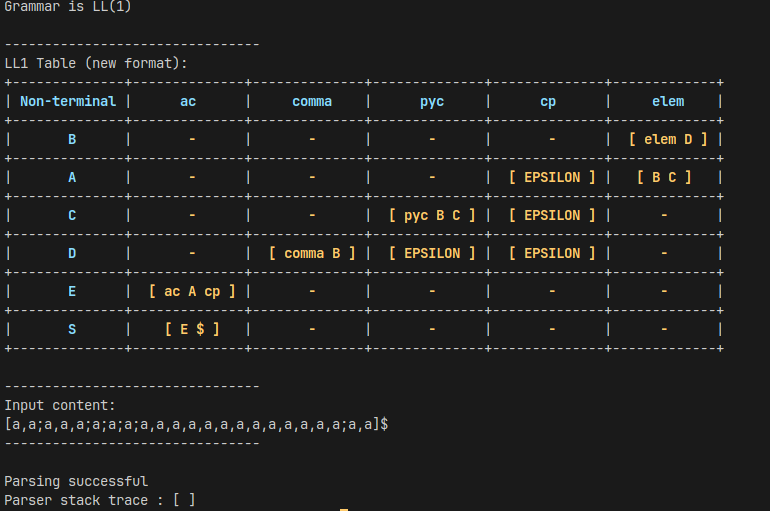 Grammar is LL(1)
-------------------------------
LL1 Table (new format):
+--------------+--------------+--------------+--------------+--------------+-------------+
| Non-terminal |      ac      |     comma    |      pyc     |      cp      |     elem    |
+--------------+--------------+--------------+--------------+--------------+-------------+
|       B      |       -      |       -      |       -      |       -      |  [ elem D ] |
+--------------+--------------+--------------+--------------+--------------+-------------+
|       A      |       -      |       -      |       -      |  [ EPSILON ] |   [ B C ]   |
+--------------+--------------+--------------+--------------+--------------+-------------+
|       C      |       -      |       -      |  [ pyc B C ] |  [ EPSILON ] |      -      |
+--------------+--------------+--------------+--------------+--------------+-------------+
|       D      |       -      |  [ comma B ] |  [ EPSILON ] |  [ EPSILON ] |      -      |
+--------------+--------------+--------------+--------------+--------------+-------------+
|       E      |  [ ac A cp ] |       -      |       -      |       -      |      -      |
+--------------+--------------+--------------+--------------+--------------+-------------+
|       S      |    [ E $ ]   |       -      |       -      |       -      |      -      |
+--------------+--------------+--------------+--------------+--------------+-------------+
-------------------------------
Input content:
[a,a;a,a,a;a;a;a;a,a,a,a,a,a,a,a,a,a,a,a,a;a,a]$
-------------------------------
Parsing successful
Parser stack trace : [ ]